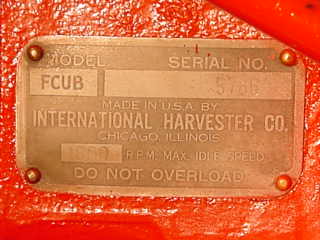 MODEL SERIAL NO.
FCUB
MADE IN U.S.A. BY
INTERNATIONAL HARVESTER CO.
CHICAGO, ILLINOIS
R.P.M. MAX. IDLE SPEED
DO NOT OVERLOAD